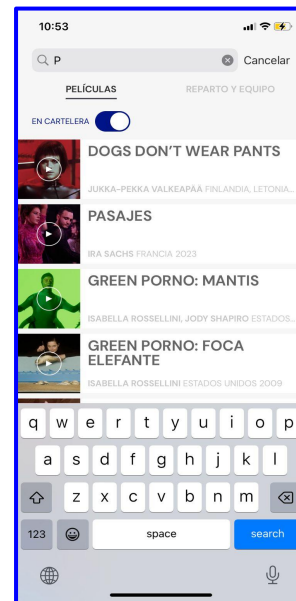 10:53
P
Cancelar
PELÍCULAS
REPARTO Y EQUIPO
EN CARTELERA
DOGS DON'T WEAR PANTS
JUKKA-PEKKA VALKEAPÄÄ FINLANDIA, LETONIA...
PASAJES
IRA SACHS FRANCIA 2023
GREEN PORNO: MANTIS
ISABELLA ROSSELLINI, JODY SHAPIRO ESTADOS...
GREEN PORNO: FOCA
ELEFANTE
ISABELLA ROSSELLINI ESTADOS UNIDOS 2009
q w e r t y u i o p
a s d f g h j k l
z x c v b n m
123 space search